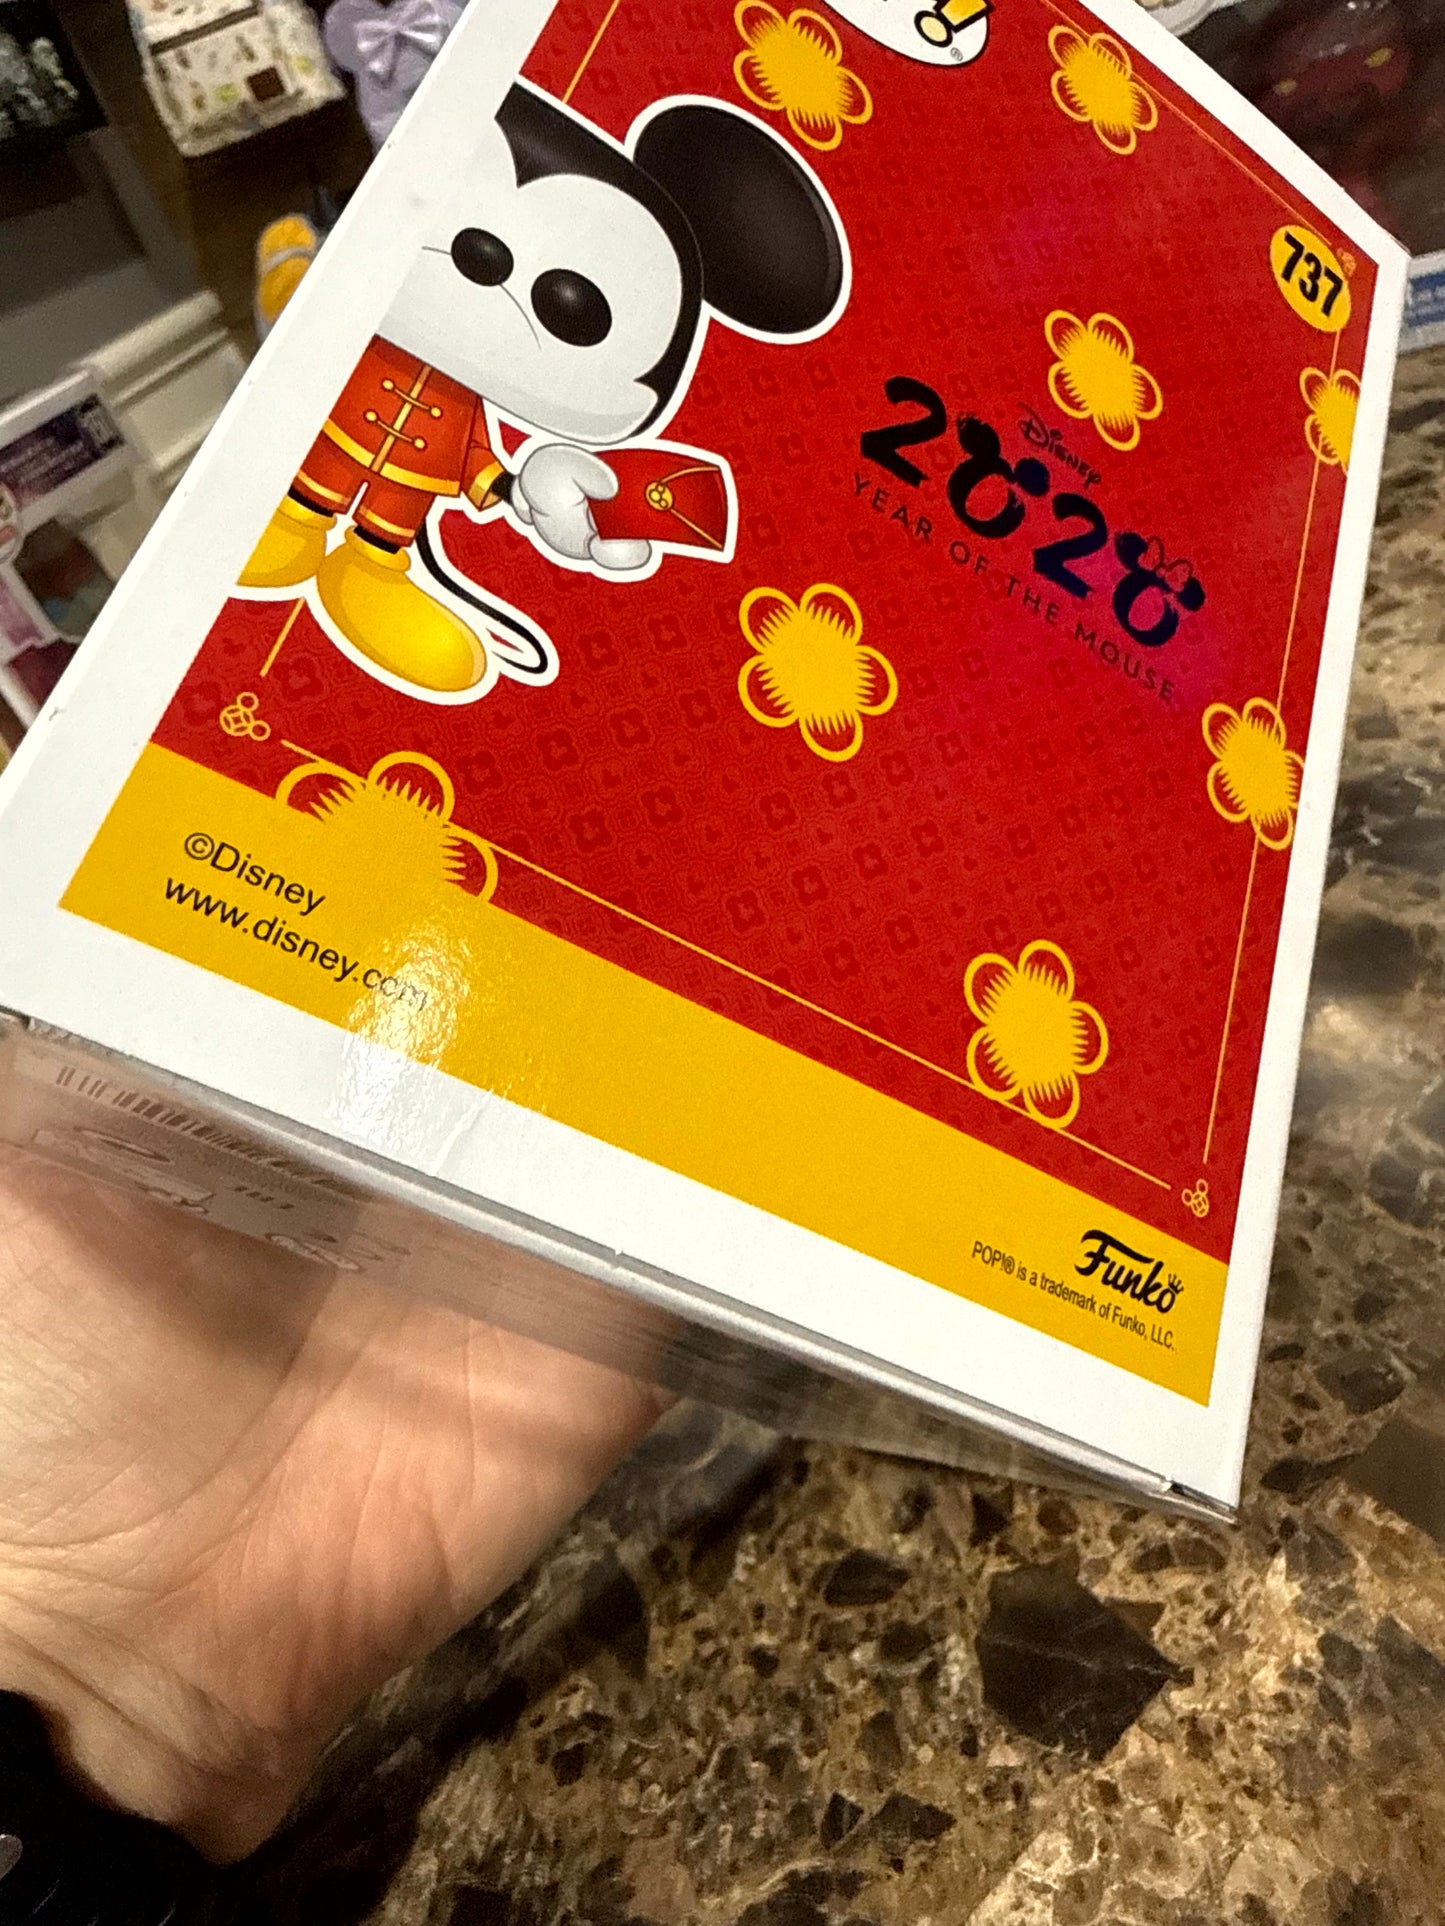 !
®
737
Disney
2020
YEAR OF THE MOUSE
©Disney
www.disney.com
Funko
POP!® is a trademark of Funko, LLC.